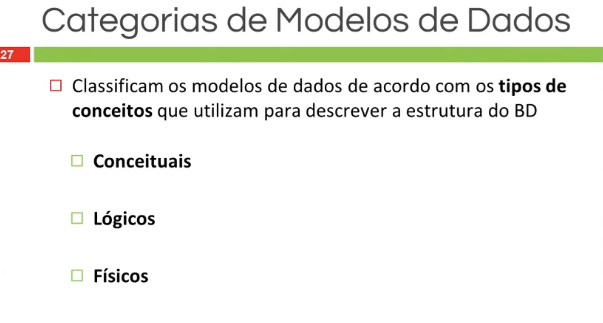 Categorias de Modelos de Dados
27
Classificam os modelos de dados de acordo com os tipos de
conceitos que utilizam para descrever a estrutura do BD
Conceituais
Lógicos
Físicos